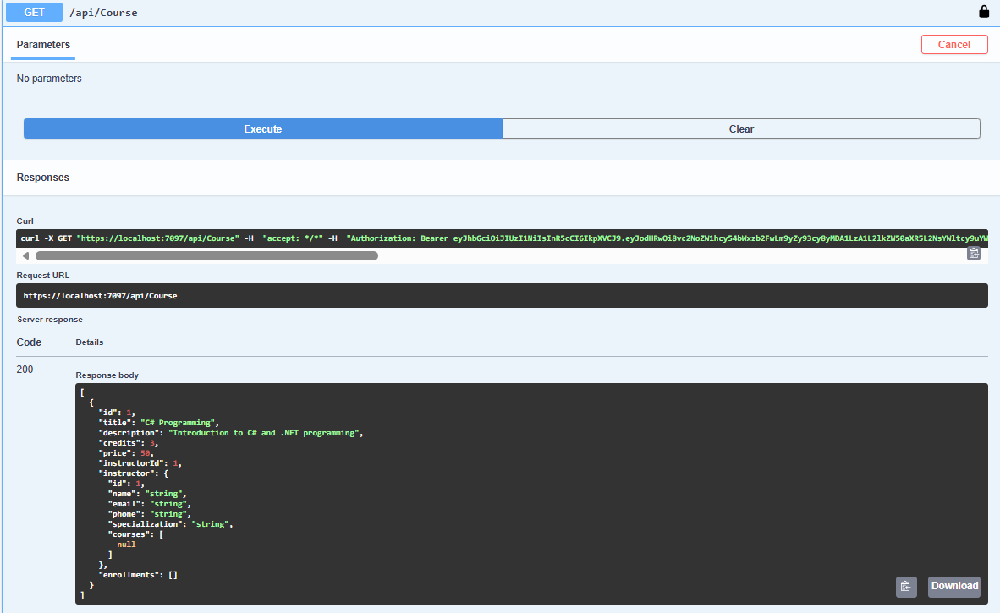 GET /api/Course
Parameters
Cancel
No parameters
Execute
Clear
Responses
Curl
curl -X GET "https://localhost:7097/api/Course" -H  "accept: */*" -H  "Authorization: Bearer eyJhbGciOiJIUzI1NiIsInR5cCI6IkpXVCJ9.eyJodHRwOi8vc2NoZW1hcy54bWxzb2FwLm9yZy93cy8yMDA1LzA1L2lkZW50aXR5L2NsYWltcy9uYW
Request URL
https://localhost:7097/api/Course
Server response
Code Details
200
Response body
[
  {
    "id": 1,
    "title": "C# Programming",
    "description": "Introduction to C# and .NET programming",
    "credits": 3,
    "price": 50,
    "instructorId": 1,
    "instructor": {
      "id": 1,
      "name": "string",
      "email": "string",
      "phone": "string",
      "specialization": "string",
      "courses": [
        null
      ]
    },
    "enrollments": []
  }
]
Download